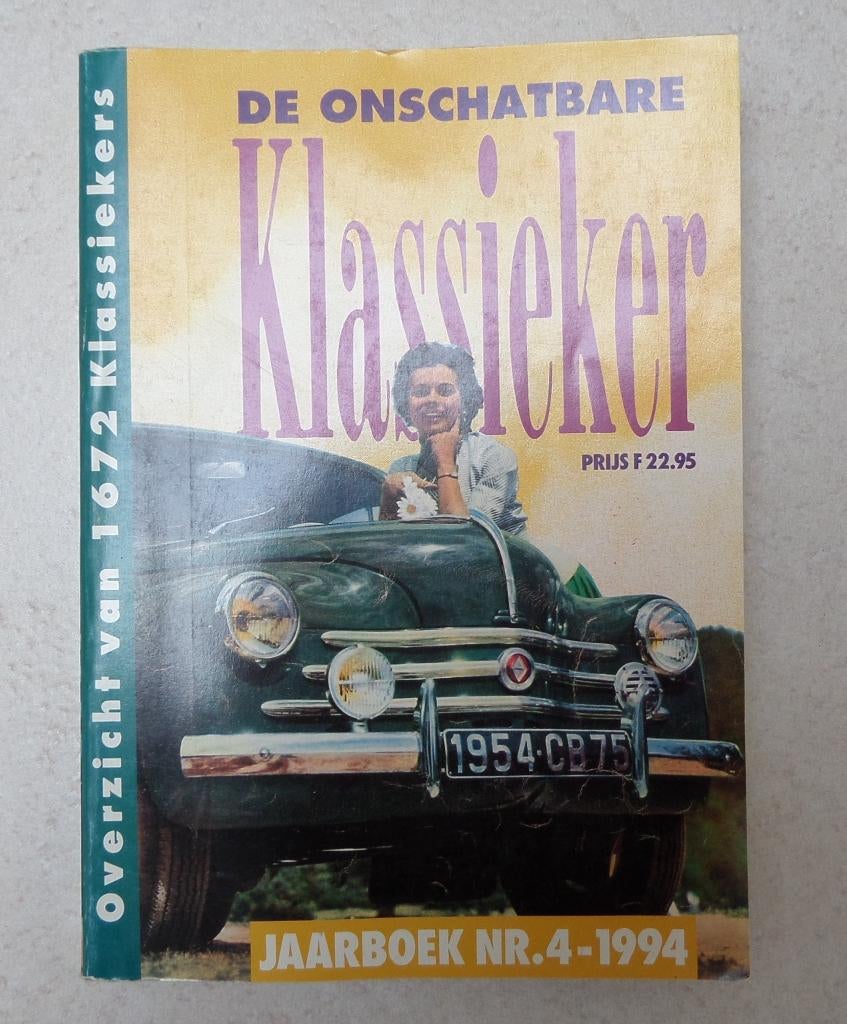 DE ONSCHATBARE
Klassieker
PRIJS F 22.95
Overzicht van 1672 Klassiekers
1954·CB75
JAARBOEK NR.4-1994